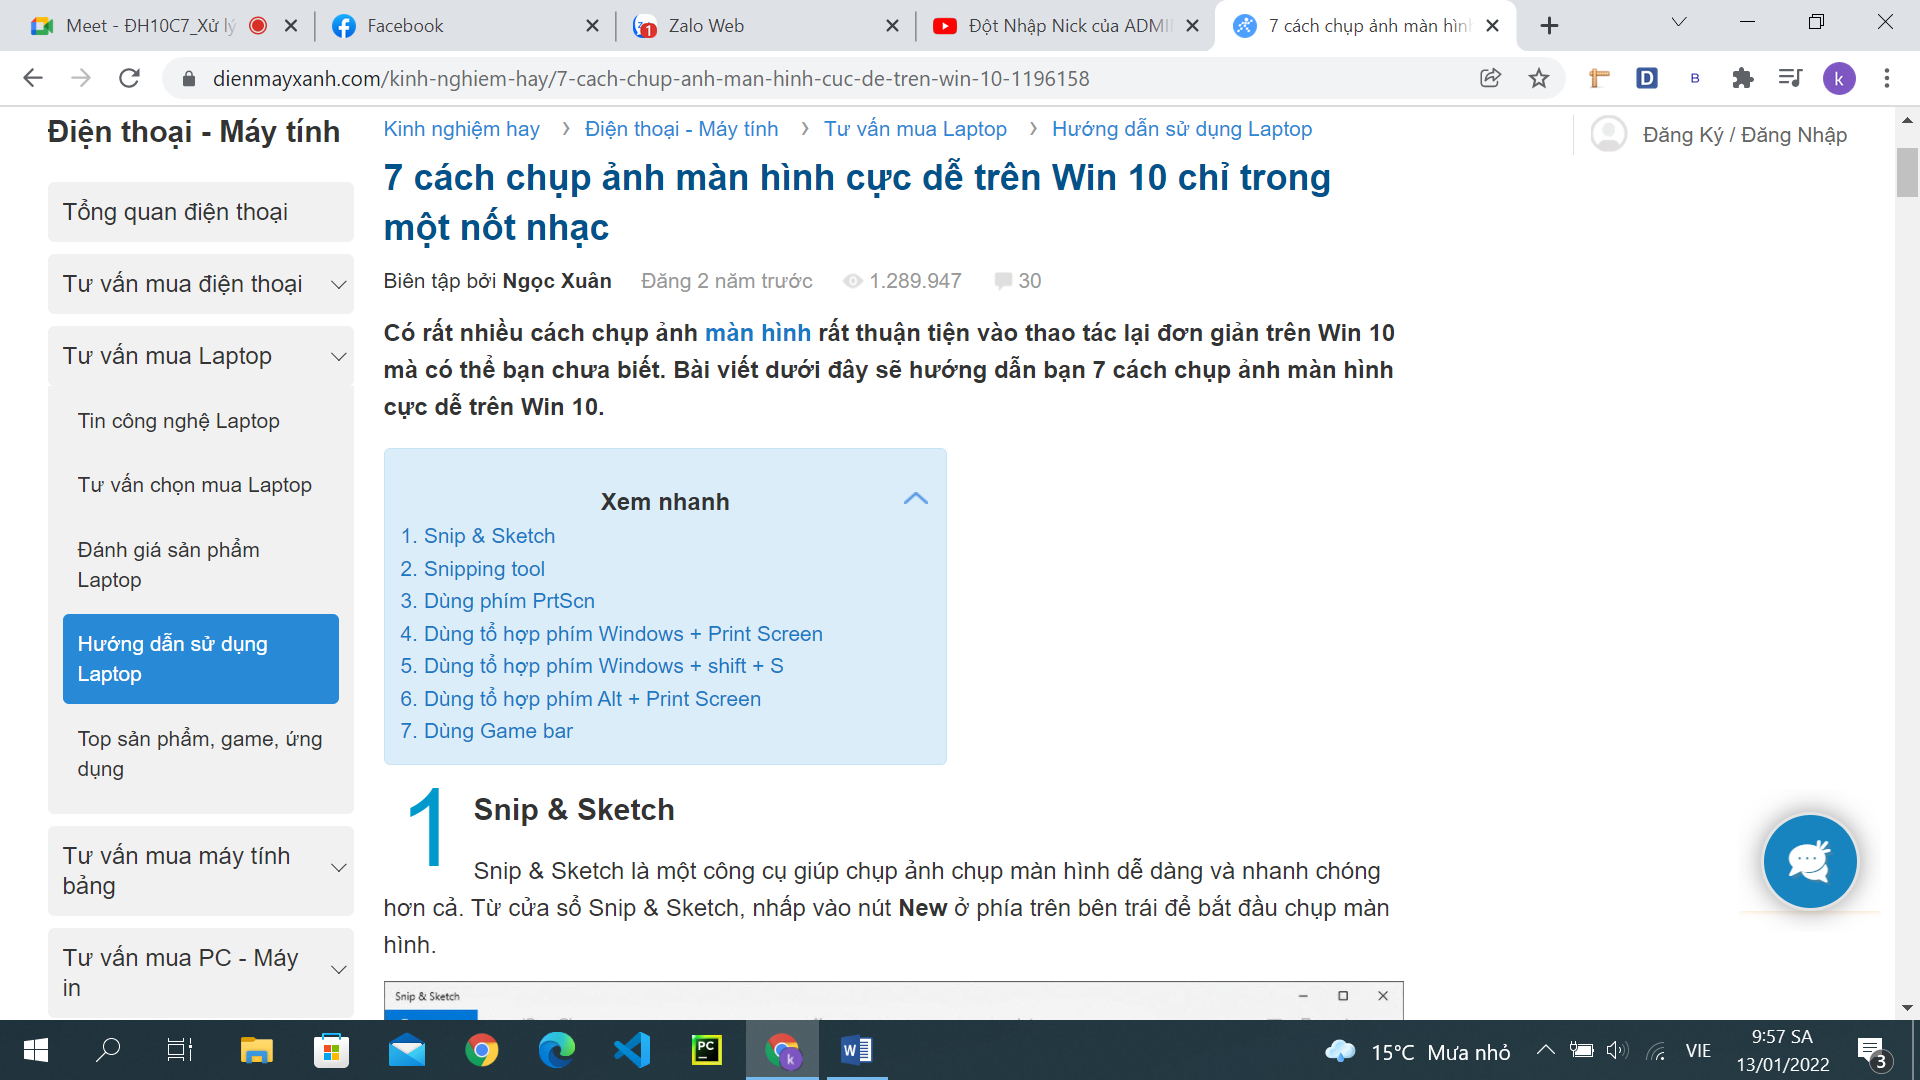 Meet - ĐH10C7_Xử lý
Facebook
Zalo Web
Đột Nhập Nick của ADMI
7 cách chụp ảnh màn hìn
dienmayxanh.com/kinh-nghiem-hay/7-cach-chup-anh-man-hinh-cuc-de-tren-win-10-1196158
k
Điện thoại - Máy tính
Kinh nghiệm hay › Điện thoại - Máy tính › Tư vấn mua Laptop › Hướng dẫn sử dụng Laptop
Đăng Ký / Đăng Nhập
7 cách chụp ảnh màn hình cực dễ trên Win 10 chỉ trong
một nốt nhạc
Biên tập bởi Ngọc Xuân Đăng 2 năm trước 1.289.947 30
Có rất nhiều cách chụp ảnh màn hình rất thuận tiện vào thao tác lại đơn giản trên Win 10
mà có thể bạn chưa biết. Bài viết dưới đây sẽ hướng dẫn bạn 7 cách chụp ảnh màn hình
cực dễ trên Win 10.
Tổng quan điện thoại
Tư vấn mua điện thoại
Tư vấn mua Laptop
Tin công nghệ Laptop
Tư vấn chọn mua Laptop
Đánh giá sản phẩm
Laptop
Hướng dẫn sử dụng
Laptop
Top sản phẩm, game, ứng
dụng
Tư vấn mua máy tính
bảng
Tư vấn mua PC - Máy
in
Xem nhanh
1. Snip & Sketch
2. Snipping tool
3. Dùng phím PrtScn
4. Dùng tổ hợp phím Windows + Print Screen
5. Dùng tổ hợp phím Windows + shift + S
6. Dùng tổ hợp phím Alt + Print Screen
7. Dùng Game bar
1 Snip & Sketch
Snip & Sketch là một công cụ giúp chụp ảnh chụp màn hình dễ dàng và nhanh chóng
hơn cả. Từ cửa sổ Snip & Sketch, nhấp vào nút New ở phía trên bên trái để bắt đầu chụp màn
hình.
Snip & Sketch
15°C Mưa nhỏ
VIE
9:57 SA
13/01/2022
3